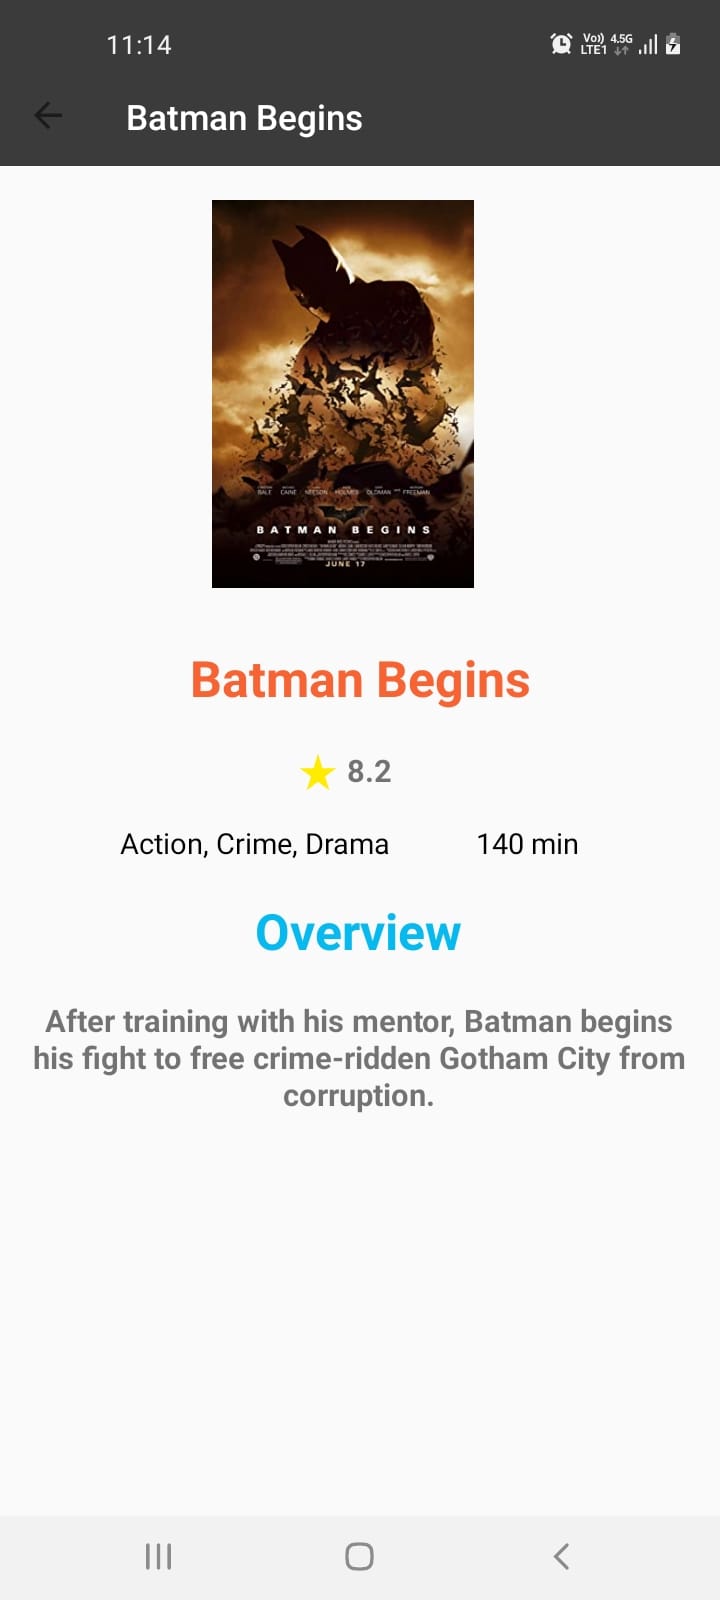 11:14
Vo)) 4.5G
LTE1
Batman Begins
BALE CAINE NEESON HOLMES OLDMAN FREEMAN
BATMAN BEGINS
JUNE 17
Batman Begins
8.2
Action, Crime, Drama 140 min
Overview
After training with his mentor, Batman begins
his fight to free crime-ridden Gotham City from
corruption.